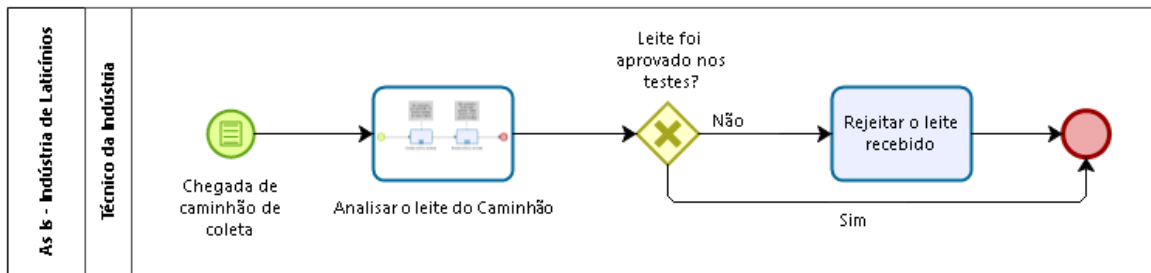 As Is - Indústria de Laticínios
Técnico da Indústria
Chegada de
caminhão de
coleta
Analisar o leite do Caminhão
Leite foi
aprovado nos
testes?
Não
Sim
Rejeitar o leite
recebido